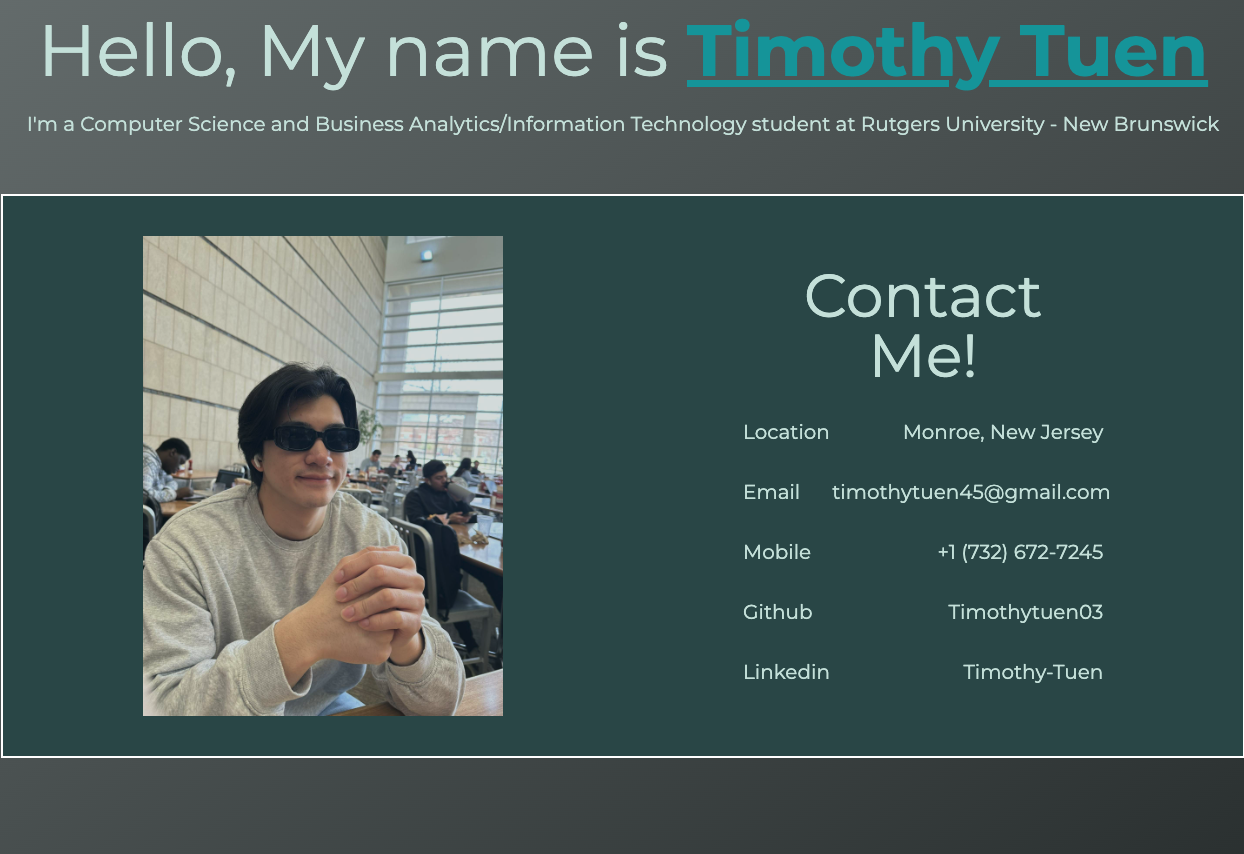 Hello, My name is Timothy Tuen
I'm a Computer Science and Business Analytics/Information Technology student at Rutgers University - New Brunswick
Contact
Me!
Location Monroe, New Jersey
Email timothytuen45@gmail.com
Mobile +1 (732) 672-7245
Github Timothytuen03
Linkedin Timothy-Tuen